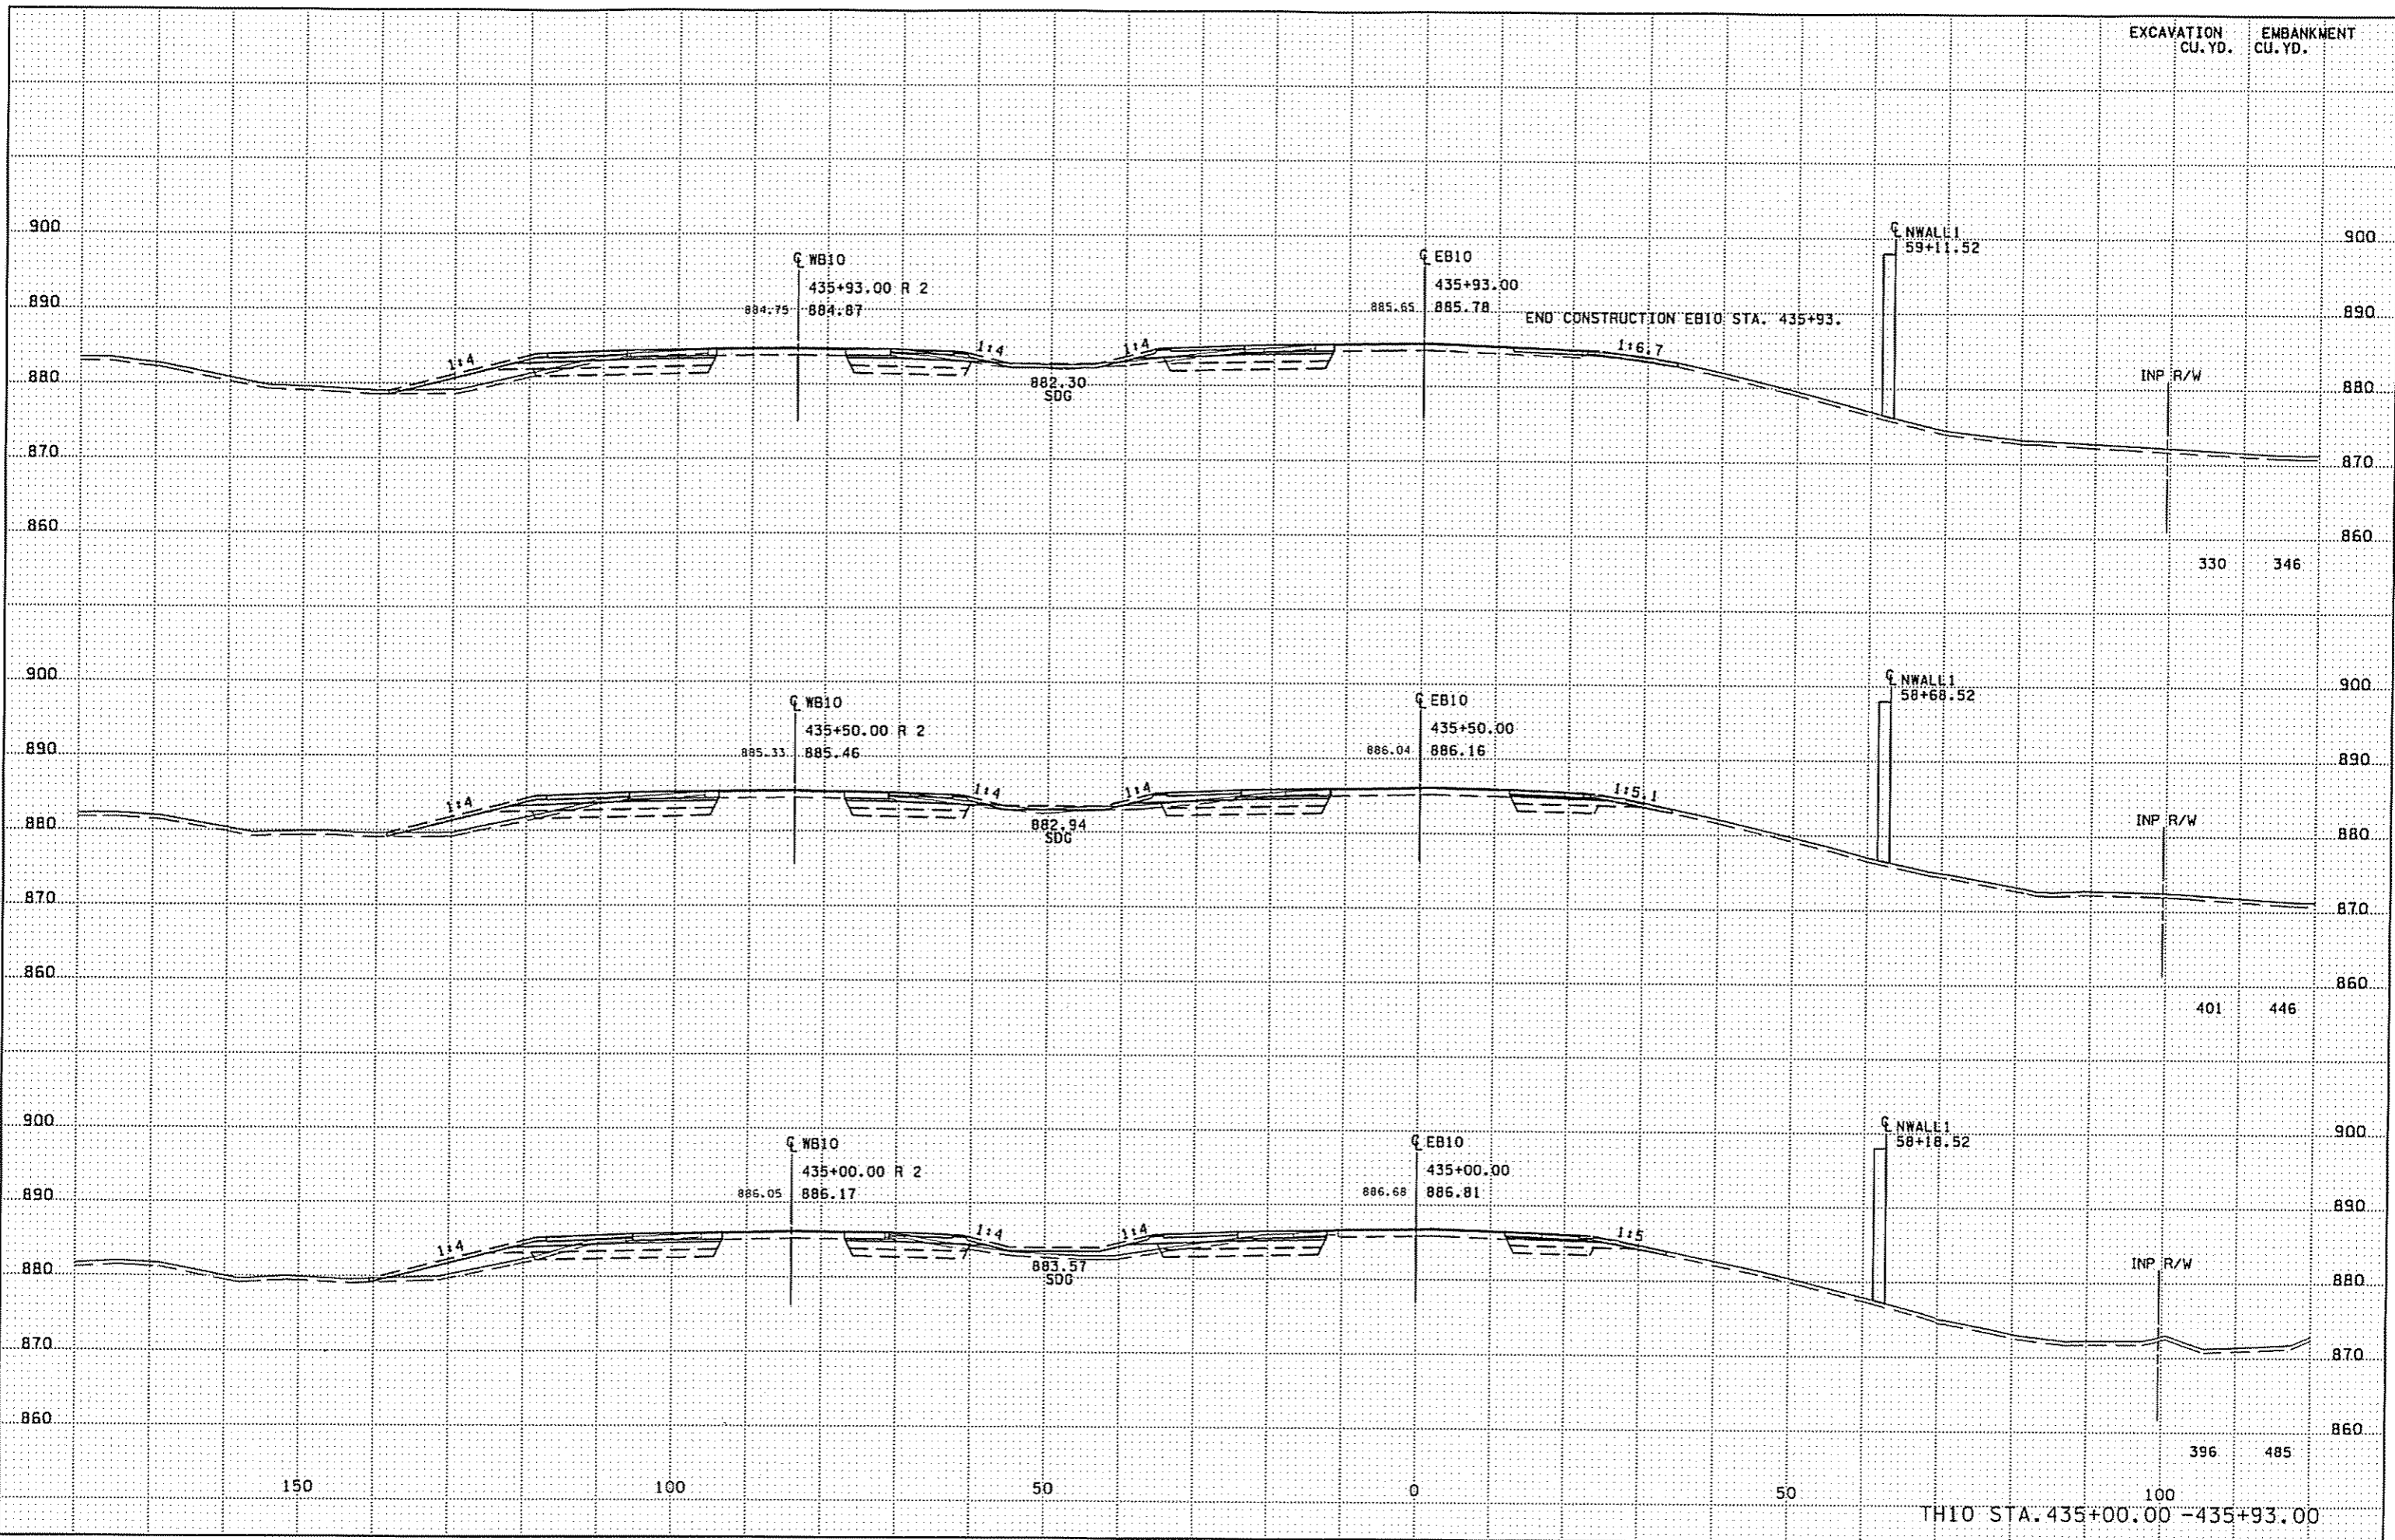 EXCAVATION EMBANKMENT
CU.YD. CU.YD.
900 900
℄ NWALL1
59+11.52
℄ WB10 ℄ EB10
435+93.00 R 2 435+93.00
890 890
884.75 884.87 885.65 885.78
END CONSTRUCTION EB10 STA. 435+93.
1:4 1:4 1:4 1:6.7
880 880
882.30
SDG
INP R/W
870 870
860 860
330 346
900 900
℄ NWALL1
58+68.52
℄ WB10 ℄ EB10
435+50.00 R 2 435+50.00
890 890
885.33 885.46 886.04 886.16
1:4 1:4 1:4 1:5.1
880 880
882.94
SDG
INP R/W
870 870
860 860
401 446
900 900
℄ NWALL1
58+18.52
℄ WB10 ℄ EB10
435+00.00 R 2 435+00.00
890 890
886.05 886.17 886.68 886.81
1:4 1:4 1:4 1:5
880 880
883.57
SDG
INP R/W
870 870
860 860
396 485
150 100 50 0 50 100
TH10 STA.435+00.00 -435+93.00